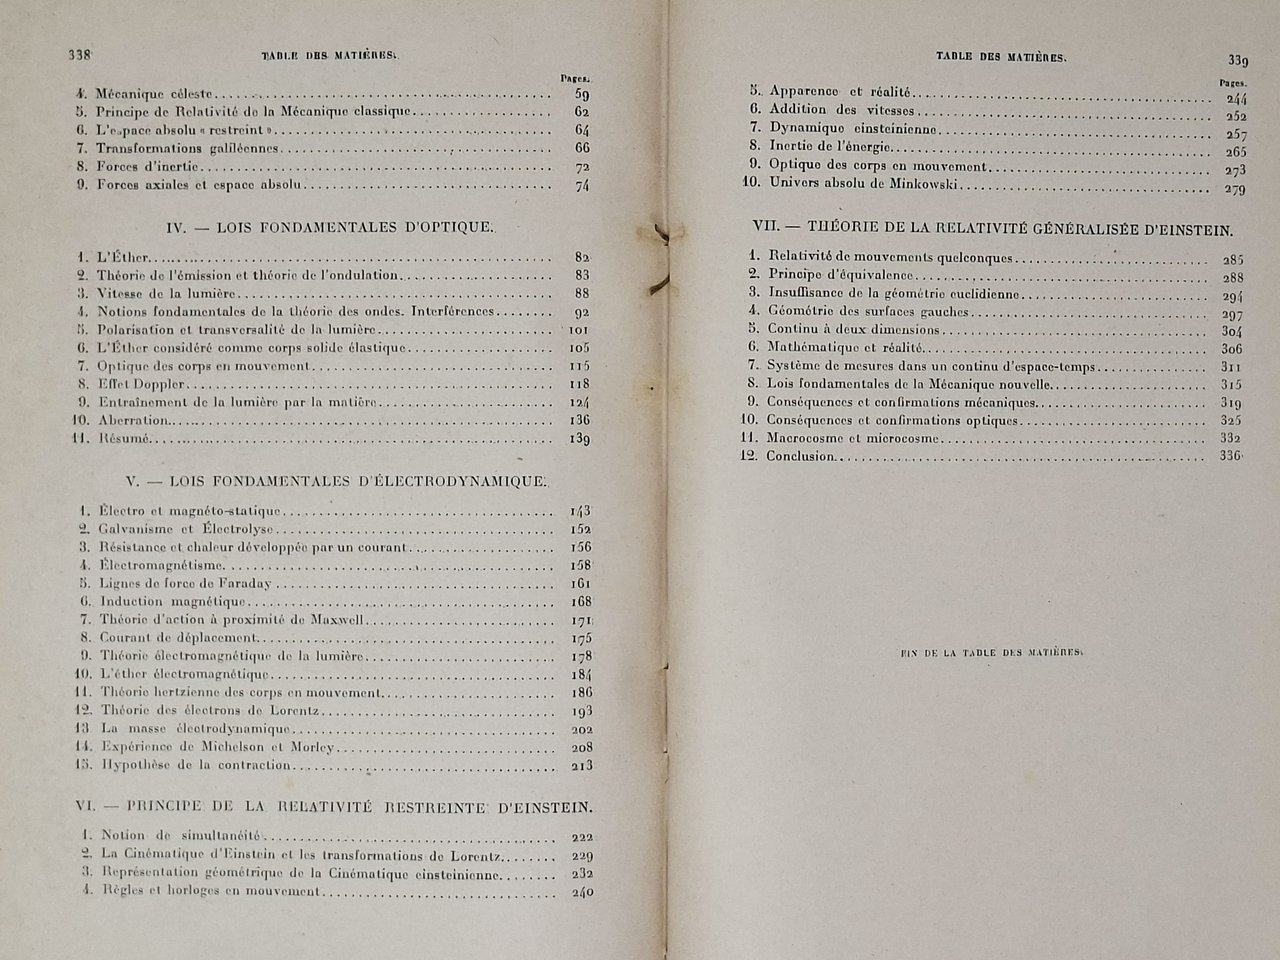 338
TABLE DES MATIÈRES.
Pages.
4. Mécanique céleste 59
5. Principe de Relativité de la Mécanique classique 62
6. L'espace absolu « restreint » 64
7. Transformations galiléennes 66
8. Forces d'inertie 72
9. Forces axiales et espace absolu 74
IV. — LOIS FONDAMENTALES D'OPTIQUE.
1. L'Éther 82
2. Théorie de l'émission et théorie de l'ondulation 83
3. Vitesse de la lumière 88
4. Notions fondamentales de la théorie des ondes. Interférences 92
5. Polarisation et transversalité de la lumière 101
6. L'Éther considéré comme corps solide élastique 105
7. Optique des corps en mouvement 115
8. Effet Doppler 118
9. Entraînement de la lumière par la matière 124
10. Aberration 136
11. Résumé 139
V. — LOIS FONDAMENTALES D'ÉLECTRODYNAMIQUE.
1. Électro et magnéto-statique 143
2. Galvanisme et Électrolyse 152
3. Résistance et chaleur développée par un courant 156
4. Électromagnétisme 158
5. Lignes de force de Faraday 161
6. Induction magnétique 168
7. Théorie d'action à proximité de Maxwell 171
8. Courant de déplacement 175
9. Théorie électromagnétique de la lumière 178
10. L'éther électromagnétique 184
11. Théorie hertzienne des corps en mouvement 186
12. Théorie des électrons de Lorentz 193
13 La masse électrodynamique 202
14. Expérience de Michelson et Morley 208
15. Hypothèse de la contraction 213
VI. — PRINCIPE DE LA RELATIVITÉ RESTREINTE D'EINSTEIN.
1. Notion de simultanéité 222
2. La Cinématique d'Einstein et les transformations de Lorentz 229
3. Représentation géométrique de la Cinématique einsteinienne 232
4. Règles et horloges en mouvement 240
TABLE DES MATIÈRES.
339
Pages.
5. Apparence et réalité 244
6. Addition des vitesses 252
7. Dynamique einsteinienne 257
8. Inertie de l'énergie 265
9. Optique des corps en mouvement 273
10. Univers absolu de Minkowski 279
VII. — THÉORIE DE LA RELATIVITÉ GÉNÉRALISÉE D'EINSTEIN.
1. Relativité de mouvements quelconques 285
2. Principe d'équivalence 288
3. Insuffisance de la géométrie euclidienne 294
4. Géométrie des surfaces gauches 297
5. Continu à deux dimensions 304
6. Mathématique et réalité 306
7. Système de mesures dans un continu d'espace-temps 311
8. Lois fondamentales de la Mécanique nouvelle 315
9. Conséquences et confirmations mécaniques 319
10. Conséquences et confirmations optiques 325
11. Macrocosme et microcosme 332
12. Conclusion 336
FIN DE LA TABLE DES MATIÈRES.